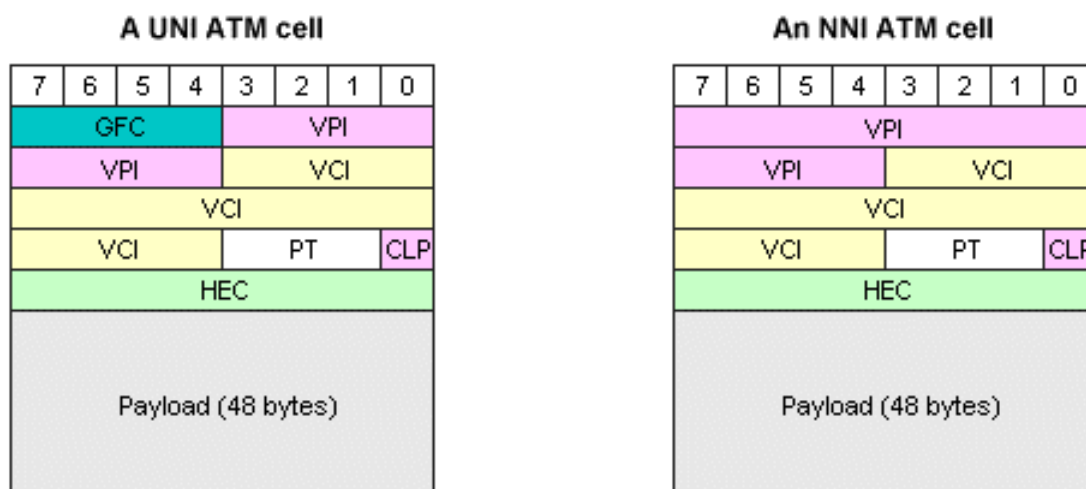 A UNI ATM cell
7 6 5 4 3 2 1 0
GFC VPI
VPI VCI
VCI
VCI PT CLP
HEC
Payload (48 bytes)
An NNI ATM cell
7 6 5 4 3 2 1 0
VPI
VPI VCI
VCI
VCI PT CLP
HEC
Payload (48 bytes)